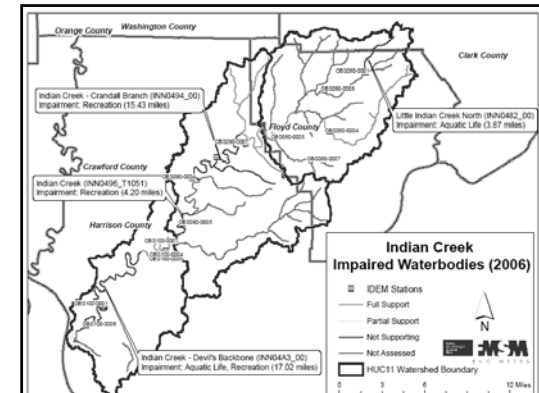 Washington County
Orange County
Clark County
Indian Creek - Crandall Branch (INN0494_00)
Impairment: Recreation (15.43 miles)
Little Indian Creek North (INN0482_00)
Impairment: Aquatic Life (3.87 miles)
Floyd County
Crawford County
Indian Creek (INN0496_T1051)
Impairment: Recreation (4.20 miles)
Harrison County
Indian Creek - Devil's Backbone (INN04A3_00)
Impairment: Aquatic Life, Recreation (17.02 miles)
Indian Creek
Impaired Waterbodies (2006)
IDEM Stations
Full Support
Partial Support
Not Supporting
Not Assessed
HUC11 Watershed Boundary
N
0 3 6 12 Miles